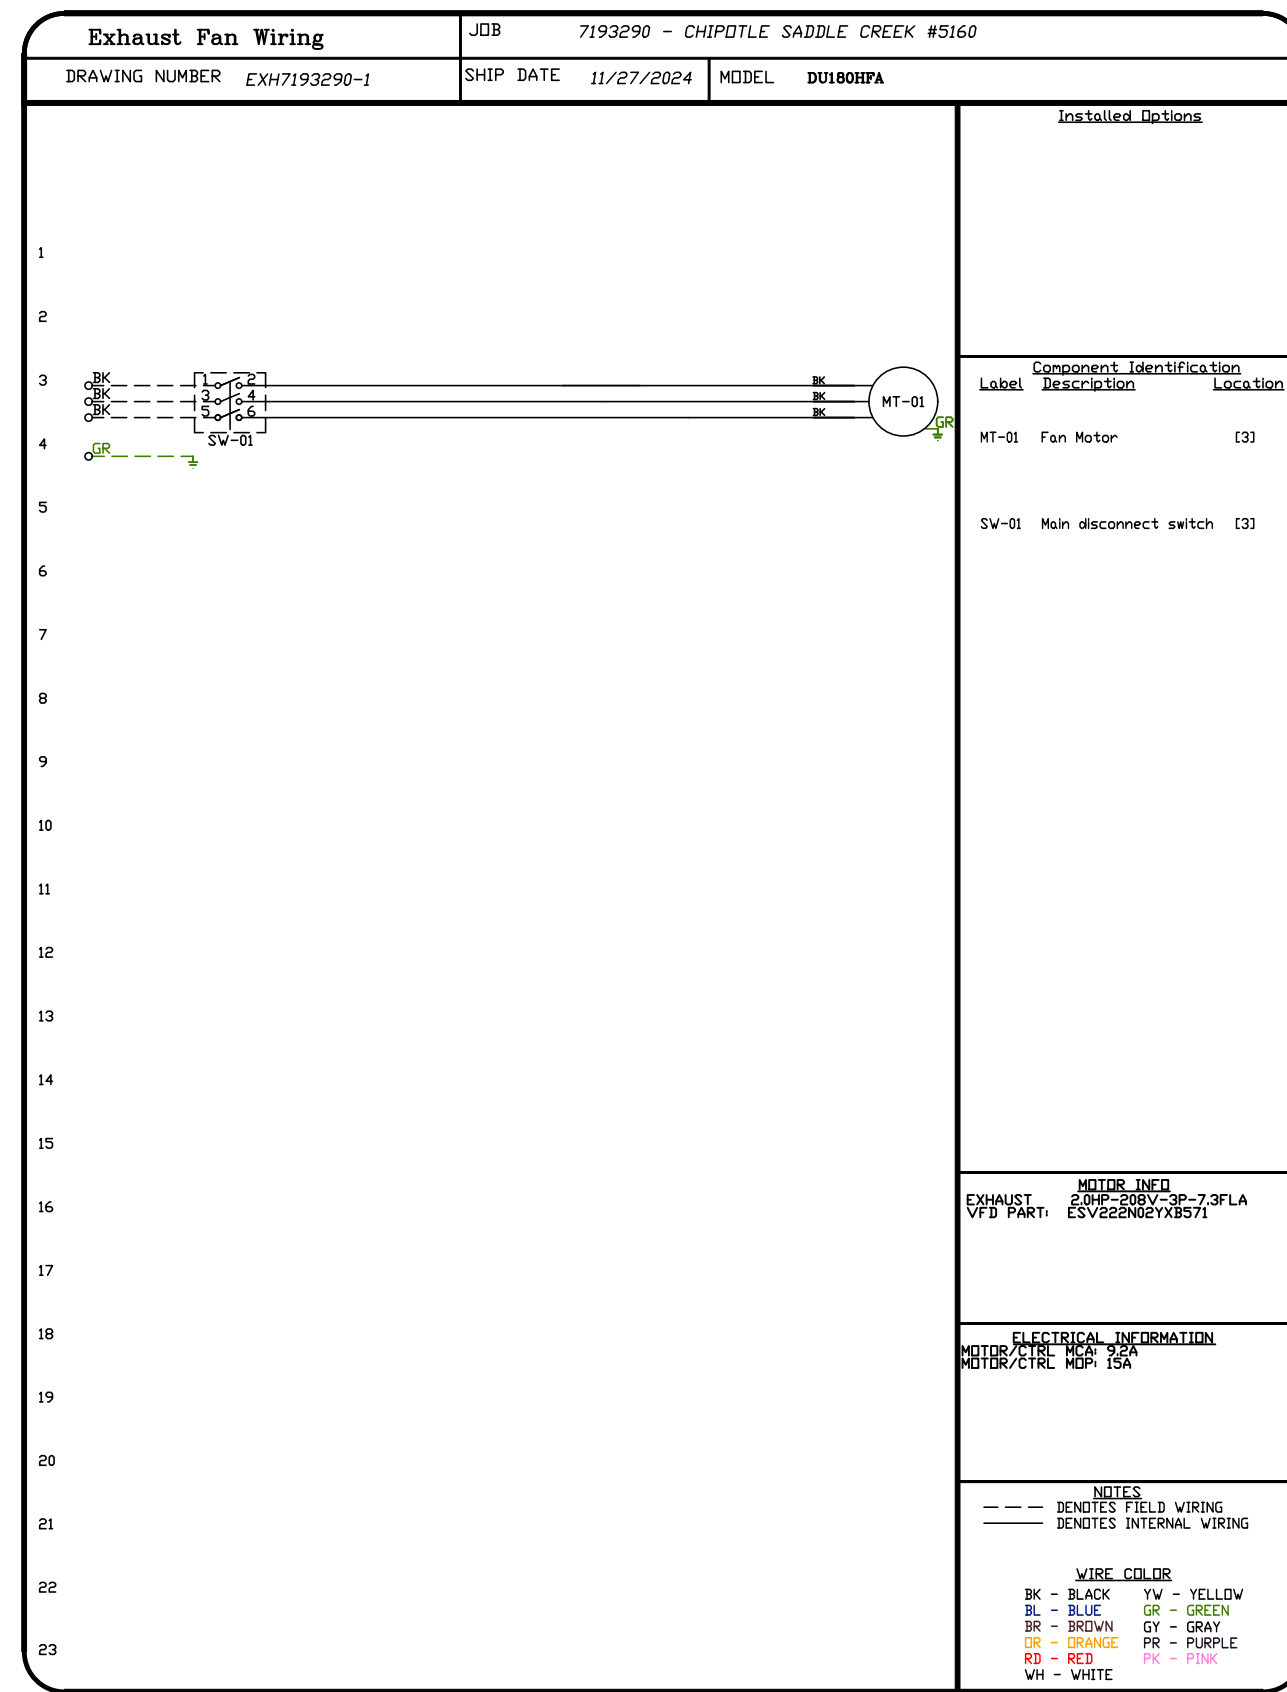 Exhaust Fan Wiring
JOB 7193290 - CHIPOTLE SADDLE CREEK #5160
DRAWING NUMBER EXH7193290-1
SHIP DATE 11/27/2024
MODEL DU180HFA
Installed Options
1
2
3
4
5
6
7
8
9
10
11
12
13
14
15
16
17
18
19
20
21
22
23
BK 1 2 BK
BK 3 4 BK
BK 5 6 BK
MT-01
GR
SW-01
GR
Component Identification
Label Description Location
MT-01 Fan Motor [3]
SW-01 Main disconnect switch [3]
MOTOR INFO
EXHAUST 2.0HP-208V-3P-7.3FLA
VFD PART: ESV222N02YXB571
ELECTRICAL INFORMATION
MOTOR/CTRL MCA: 9.2A
MOTOR/CTRL MOP: 15A
NOTES
DENOTES FIELD WIRING
DENOTES INTERNAL WIRING
WIRE COLOR
BK - BLACK YW - YELLOW
BL - BLUE GR - GREEN
BR - BROWN GY - GRAY
OR - ORANGE PR - PURPLE
RD - RED PK - PINK
WH - WHITE